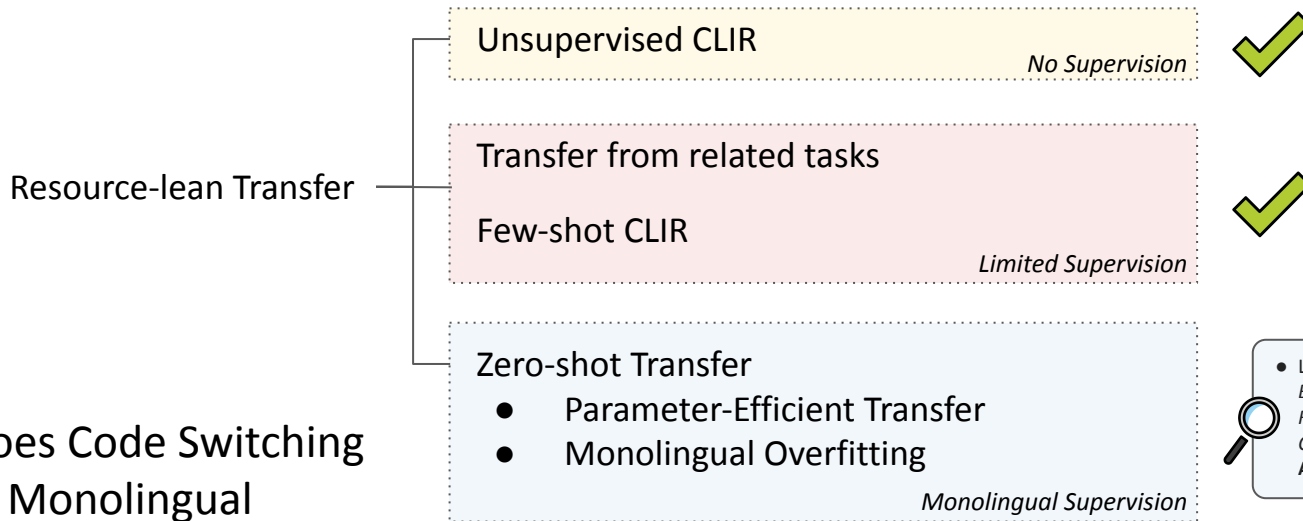 Unsupervised CLIR
No Supervision
Transfer from related tasks
Resource-lean Transfer
Few-shot CLIR
Limited Supervision
Zero-shot Transfer
● Parameter-Efficient Transfer
● Monolingual Overfitting
Monolingual Supervision
Code Switching
Monolingual